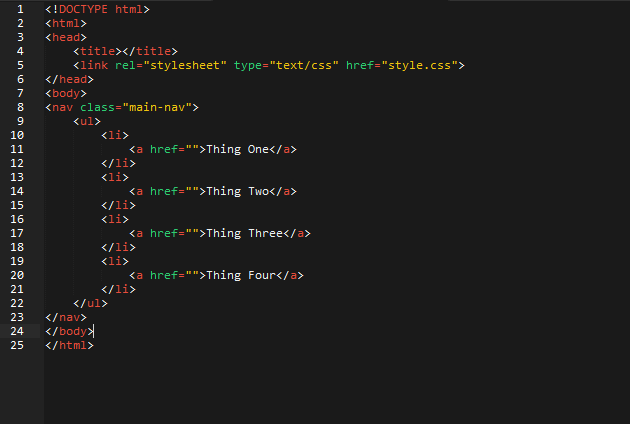 1 <!DOCTYPE html>
2 <html>
3 <head>
4     <title></title>
5     <link rel="stylesheet" type="text/css" href="style.css">
6 </head>
7 <body>
8 <nav class="main-nav">
9     <ul>
10         <li>
11             <a href="">Thing One</a>
12         </li>
13         <li>
14             <a href="">Thing Two</a>
15         </li>
16         <li>
17             <a href="">Thing Three</a>
18         </li>
19         <li>
20             <a href="">Thing Four</a>
21         </li>
22     </ul>
23 </nav>
24 </body>
25 </html>